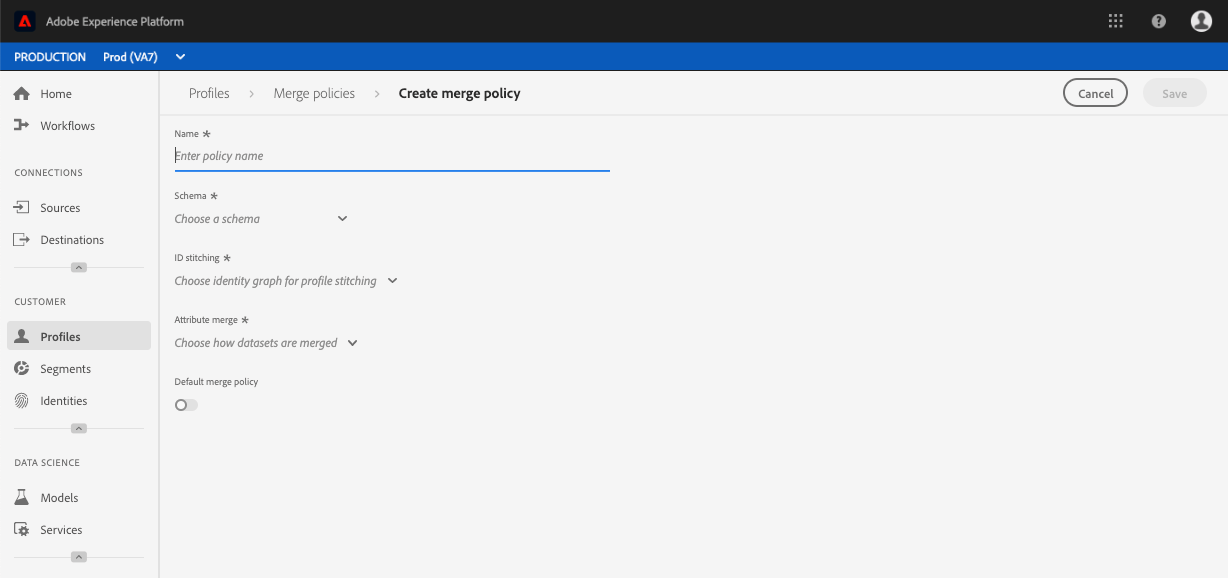 Adobe Experience Platform
PRODUCTION Prod (VA7)
Home
Workflows
CONNECTIONS
Sources
Destinations
CUSTOMER
Profiles
Segments
Identities
DATA SCIENCE
Models
Services
Profiles > Merge policies > Create merge policy
Cancel
Save
Name *
Enter policy name
Schema *
Choose a schema
ID stitching *
Choose identity graph for profile stitching
Attribute merge *
Choose how datasets are merged
Default merge policy